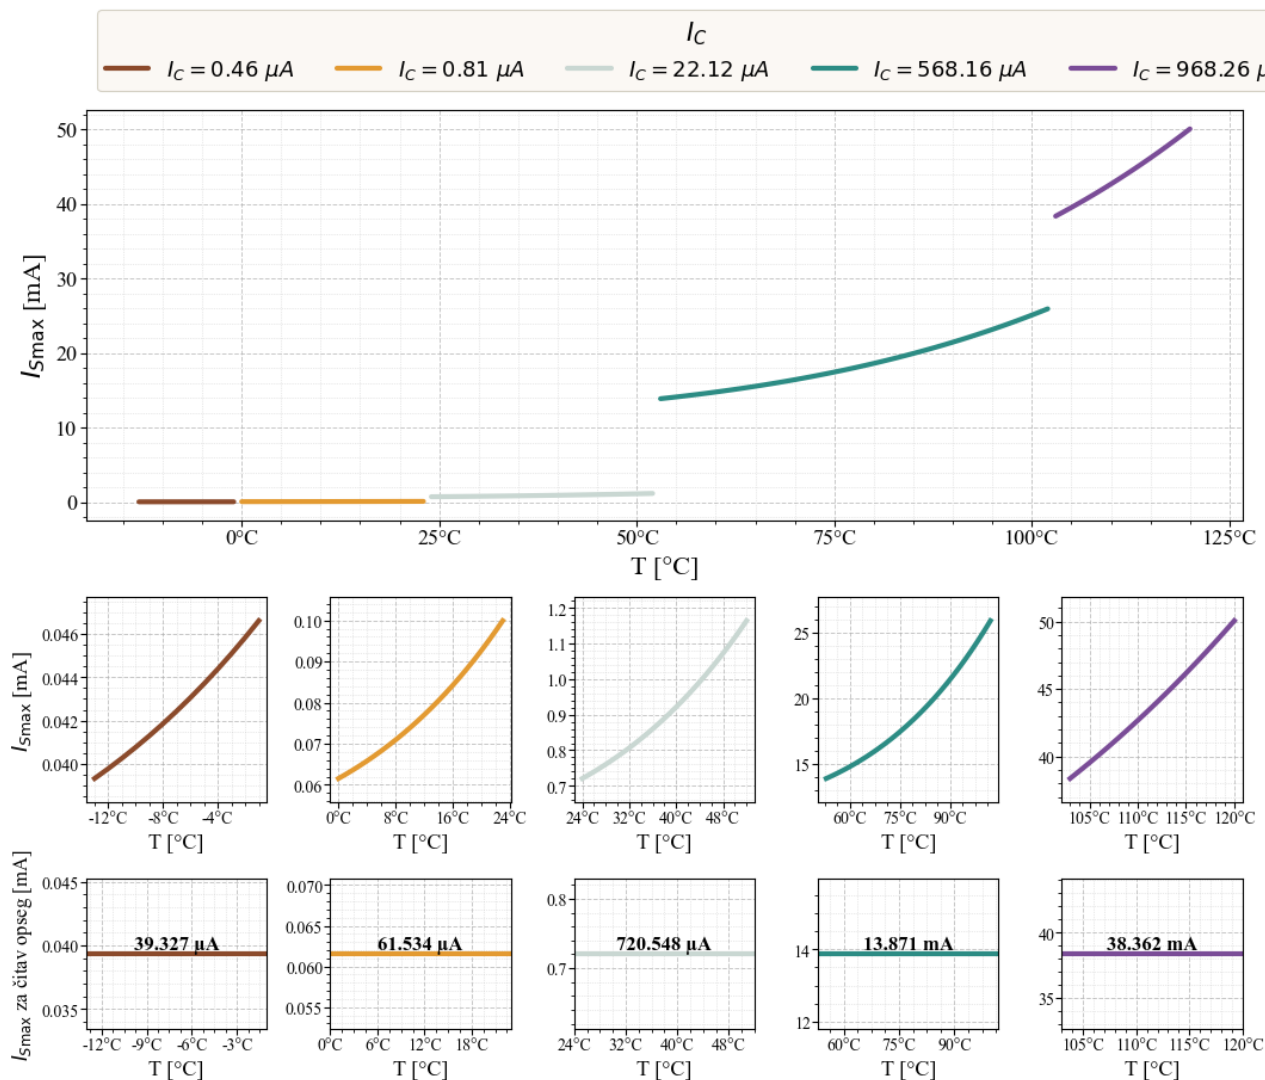 I_C
I_C = 0.46 μA I_C = 0.81 μA I_C = 22.12 μA I_C = 568.16 μA I_C = 968.26 μ
50
40
30
20
10
0
I_Smax [mA]
0°C 25°C 50°C 75°C 100°C 125°C
T [°C]
I_Smax [mA]
0.046
0.044
0.042
0.040
-12°C -8°C -4°C
T [°C]
0.10
0.09
0.08
0.07
0.06
0°C 8°C 16°C 24°C
T [°C]
1.2
1.1
1.0
0.9
0.8
0.7
24°C 32°C 40°C 48°C
T [°C]
25
20
15
60°C 75°C 90°C
T [°C]
50
45
40
105°C 110°C 115°C 120°C
T [°C]
I_Smax za čitav opseg [mA]
0.045
0.040
0.035
39.327 μA
-12°C -9°C -6°C -3°C
T [°C]
0.070
0.065
0.060
0.055
61.534 μA
0°C 6°C 12°C 18°C
T [°C]
0.8
0.7
720.548 μA
24°C 32°C 40°C 48°C
T [°C]
14
12
13.871 mA
60°C 75°C 90°C
T [°C]
40
35
38.362 mA
105°C 110°C 115°C 120°C
T [°C]